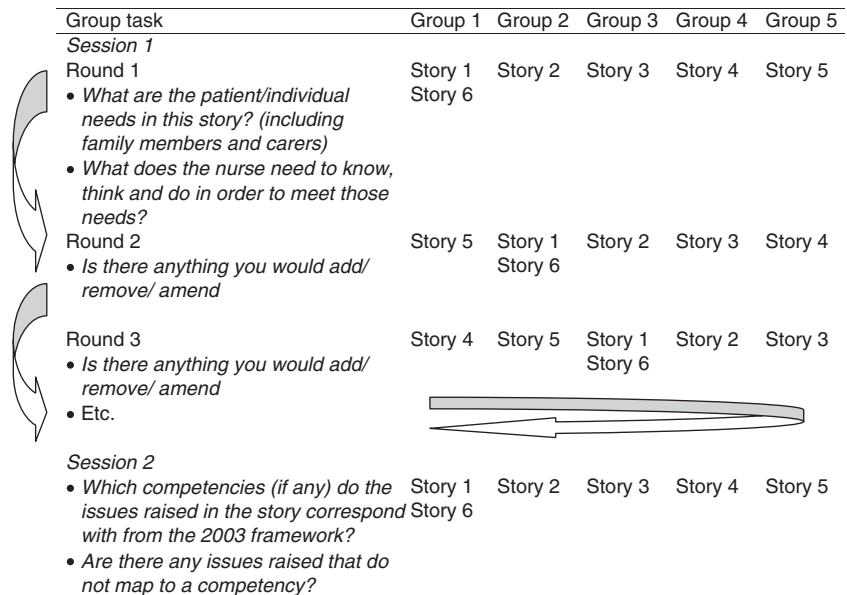 Group task Group 1 Group 2 Group 3 Group 4 Group 5
Session 1
Round 1 Story 1 Story 2 Story 3 Story 4 Story 5
• What are the patient/individual Story 6
needs in this story? (including
family members and carers)
• What does the nurse need to know,
think and do in order to meet those
needs?
Round 2 Story 5 Story 1 Story 2 Story 3 Story 4
• Is there anything you would add/ Story 6
remove/ amend
Round 3 Story 4 Story 5 Story 1 Story 2 Story 3
• Is there anything you would add/ Story 6
remove/ amend
• Etc.
Session 2
• Which competencies (if any) do the Story 1 Story 2 Story 3 Story 4 Story 5
issues raised in the story correspond Story 6
with from the 2003 framework?
• Are there any issues raised that do
not map to a competency?